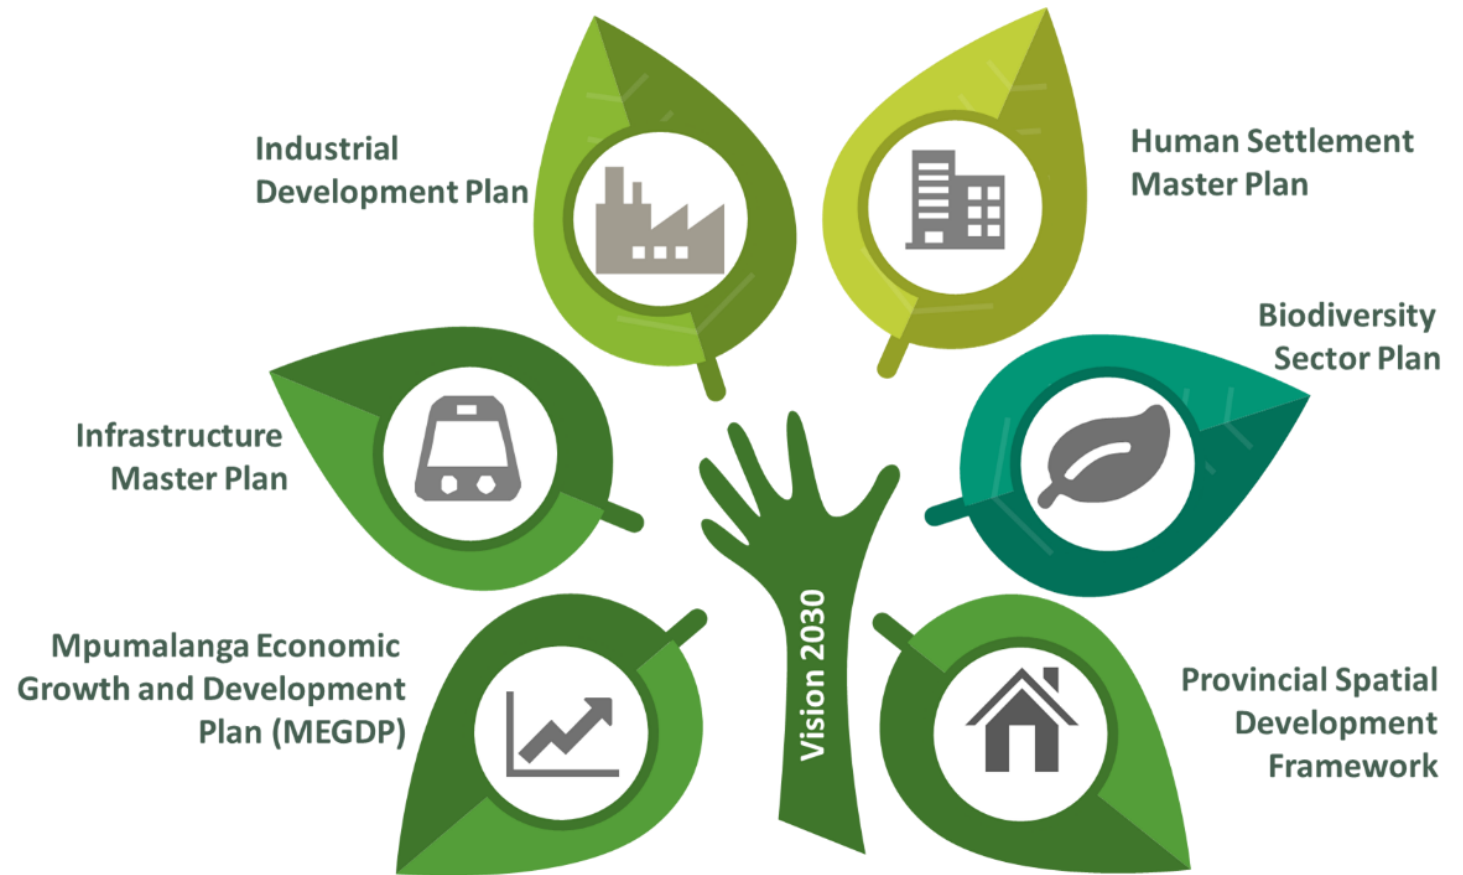 Industrial
Development Plan
Human Settlement
Master Plan
Biodiversity
Sector Plan
Infrastructure
Master Plan
Vision 2030
Mpumalanga Economic
Growth and Development
Plan (MEGDP)
Provincial Spatial
Development
Framework